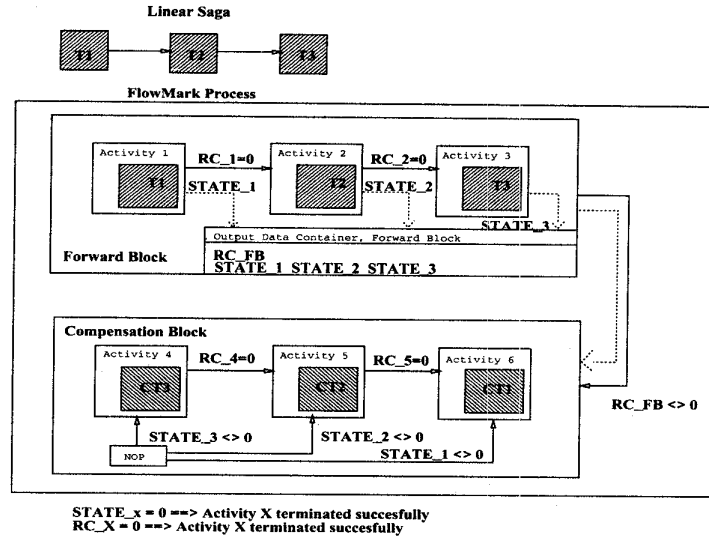 Linear Saga
T1 T2 T3
FlowMark Process
Activity 1 RC_1=0 Activity 2 RC_2=0 Activity 3
T1 STATE_1 T2 STATE_2 T3
STATE_3
Output Data Container, Forward Block
Forward Block RC_FB
STATE_1 STATE_2 STATE_3
Compensation Block
Activity 4 RC_4=0 Activity 5 RC_5=0 Activity 6
CT3 CT2 CT1
RC_FB <> 0
STATE_3 <> 0 STATE_2 <> 0
NOP STATE_1 <> 0
STATE_x = 0 ==> Activity X terminated succesfully
RC_X = 0 ==> Activity X terminated succesfully